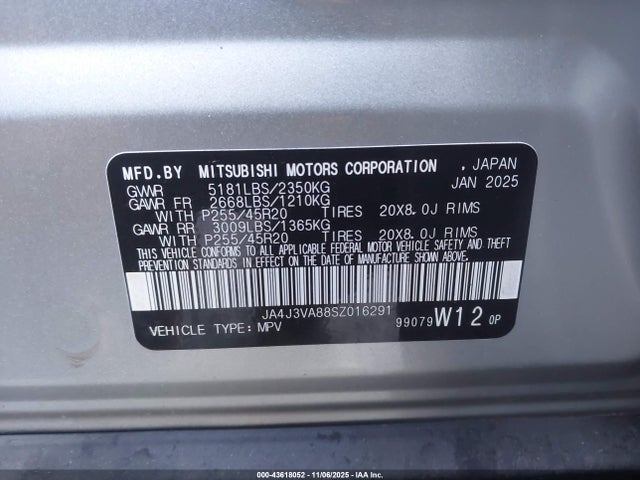 MFD.BY MITSUBISHI MOTORS CORPORATION , JAPAN
GVWR 5181LBS/2350KG JAN 2025
GAWR FR 2668LBS/1210KG
WITH P255/45R20 TIRES 20X8.0J RIMS
GAWR RR 3009LBS/1365KG
WITH P255/45R20 TIRES 20X8.0J RIMS
THIS VEHICLE CONFORMS TO ALL APPLICABLE FEDERAL MOTOR VEHICLE SAFETY AND THEFT
PREVENTION STANDARDS IN EFFECT ON THE DATE OF MANUFACTURE SHOWN ABOVE.
JA4J3VA88SZ016291
VEHICLE TYPE: MPV 99079 W12 0P
000-43618052 - 11/06/2025 - IAA Inc.